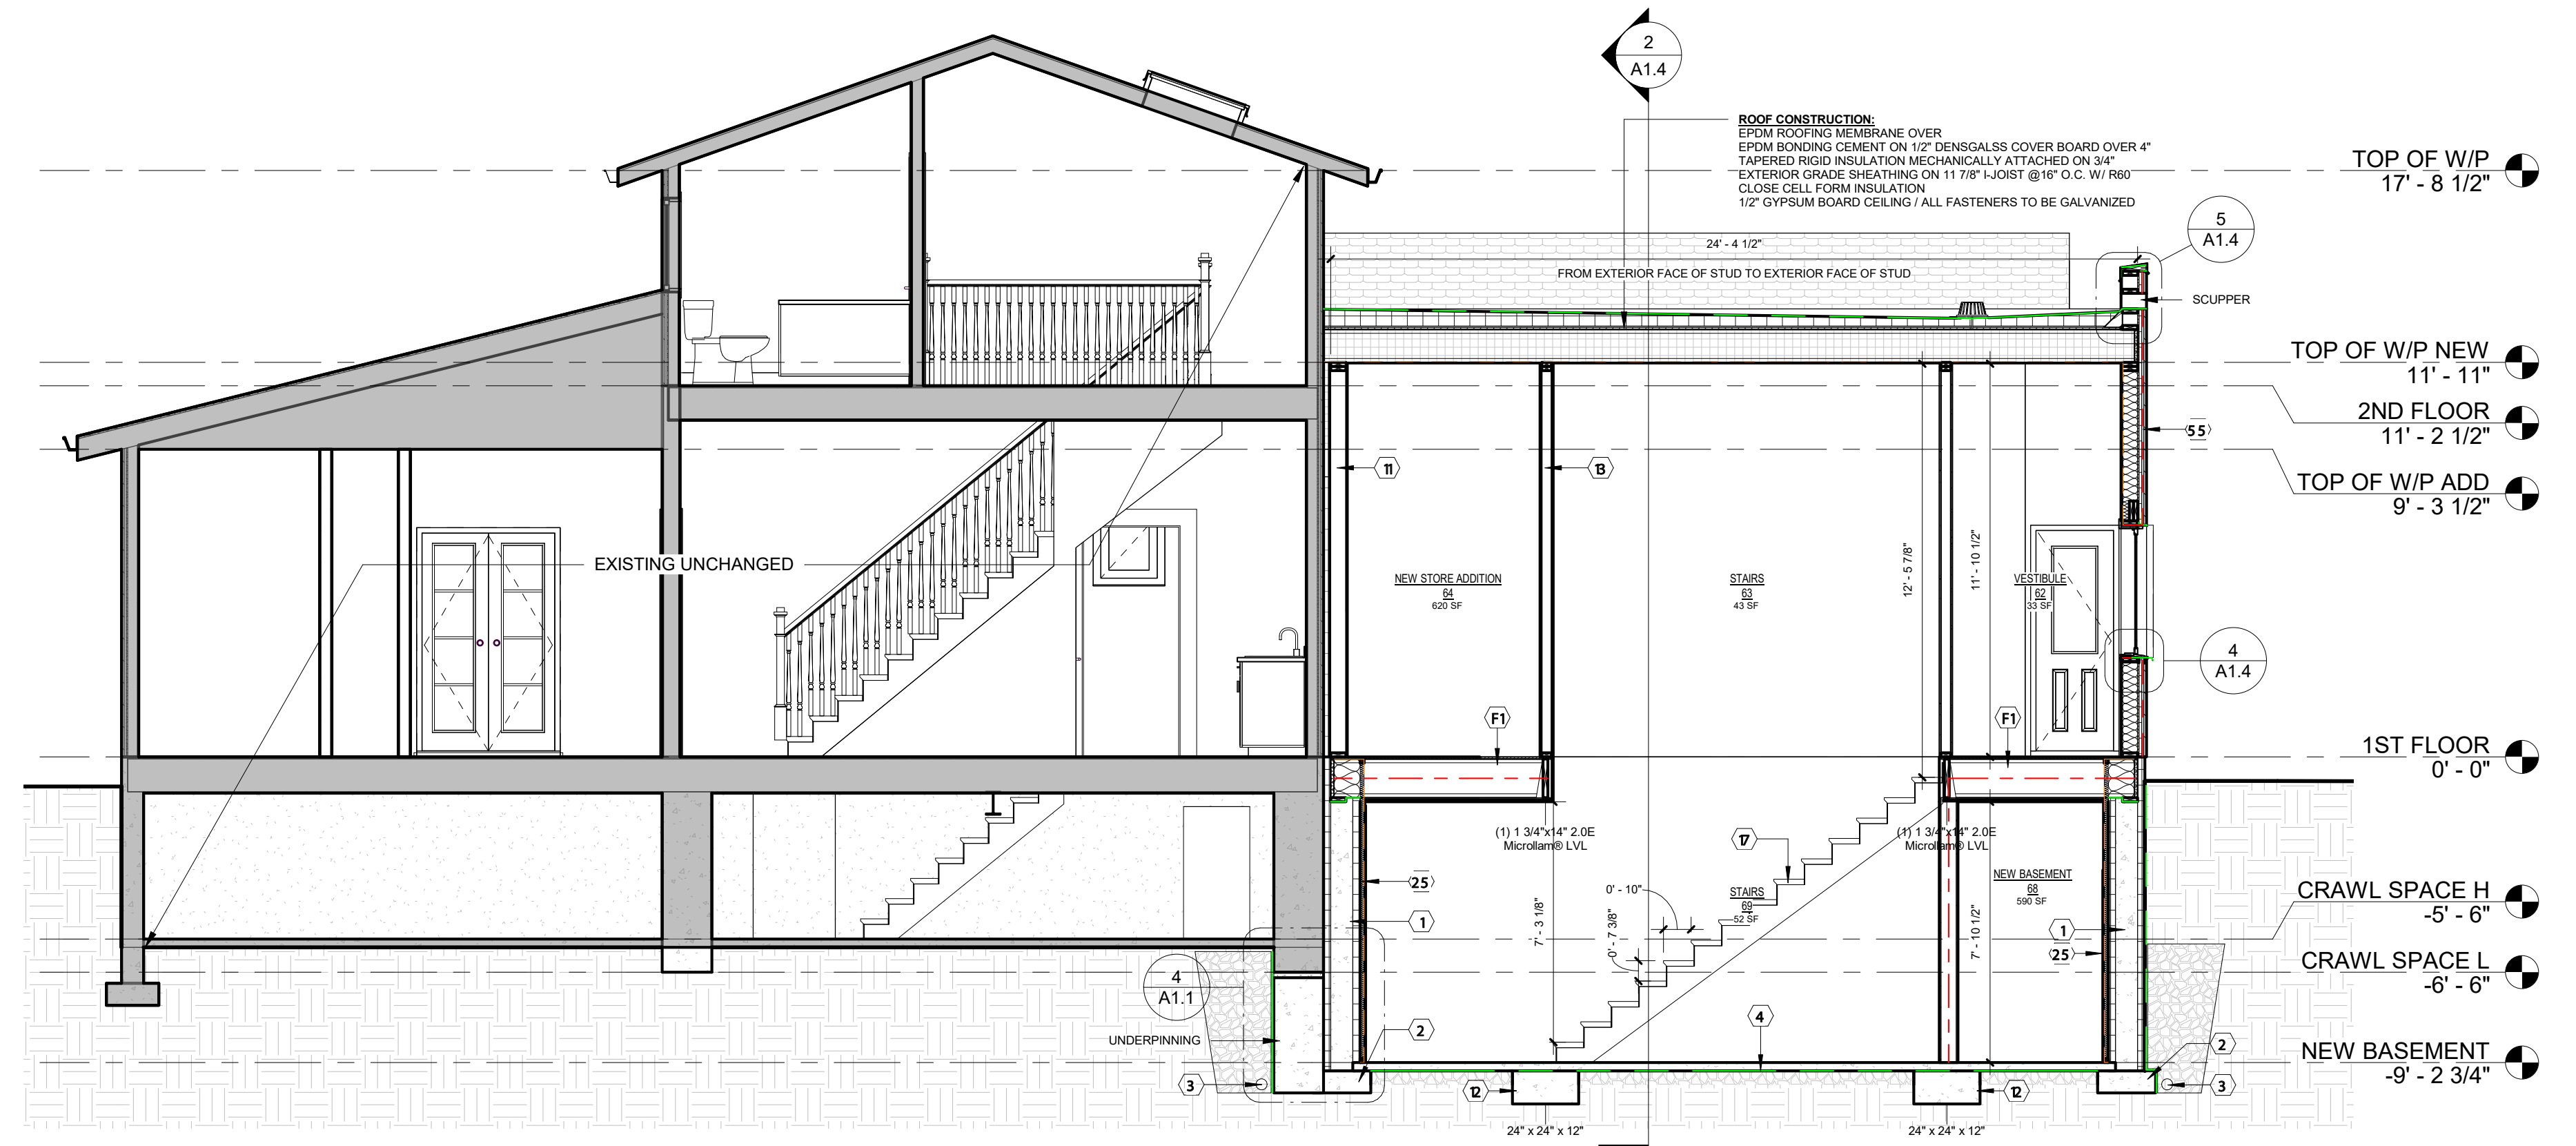 2
A1.4
ROOF CONSTRUCTION:
EPDM ROOFING MEMBRANE OVER
EPDM BONDING CEMENT ON 1/2" DENSGALSS COVER BOARD OVER 4"
TAPERED RIGID INSULATION MECHANICALLY ATTACHED ON 3/4"
EXTERIOR GRADE SHEATHING ON 11 7/8" I-JOIST @16" O.C. W/ R60
CLOSE CELL FORM INSULATION
1/2" GYPSUM BOARD CEILING / ALL FASTENERS TO BE GALVANIZED
TOP OF W/P
17' - 8 1/2"
5
A1.4
24' - 4 1/2"
FROM EXTERIOR FACE OF STUD TO EXTERIOR FACE OF STUD
SCUPPER
TOP OF W/P NEW
11' - 11"
2ND FLOOR
11' - 2 1/2"
55
11
13
TOP OF W/P ADD
9' - 3 1/2"
EXISTING UNCHANGED
NEW STORE ADDITION
64
620 SF
STAIRS
63
43 SF
12' - 5 7/8"
11' - 10 1/2"
VESTIBULE
62
33 SF
4
A1.4
F1
F1
1ST FLOOR
0' - 0"
(1) 1 3/4"x14" 2.0E
Microllam® LVL
17
(1) 1 3/4"x14" 2.0E
Microllam® LVL
25
0' - 10"
STAIRS
69
52 SF
NEW BASEMENT
68
590 SF
CRAWL SPACE H
-5' - 6"
1
7' - 3 1/8"
0' - 7 3/8"
7' - 10 1/2"
1
25
CRAWL SPACE L
-6' - 6"
4
A1.1
UNDERPINNING
2
4
2
NEW BASEMENT
-9' - 2 3/4"
3
12
12
3
24" x 24" x 12"
24" x 24" x 12"